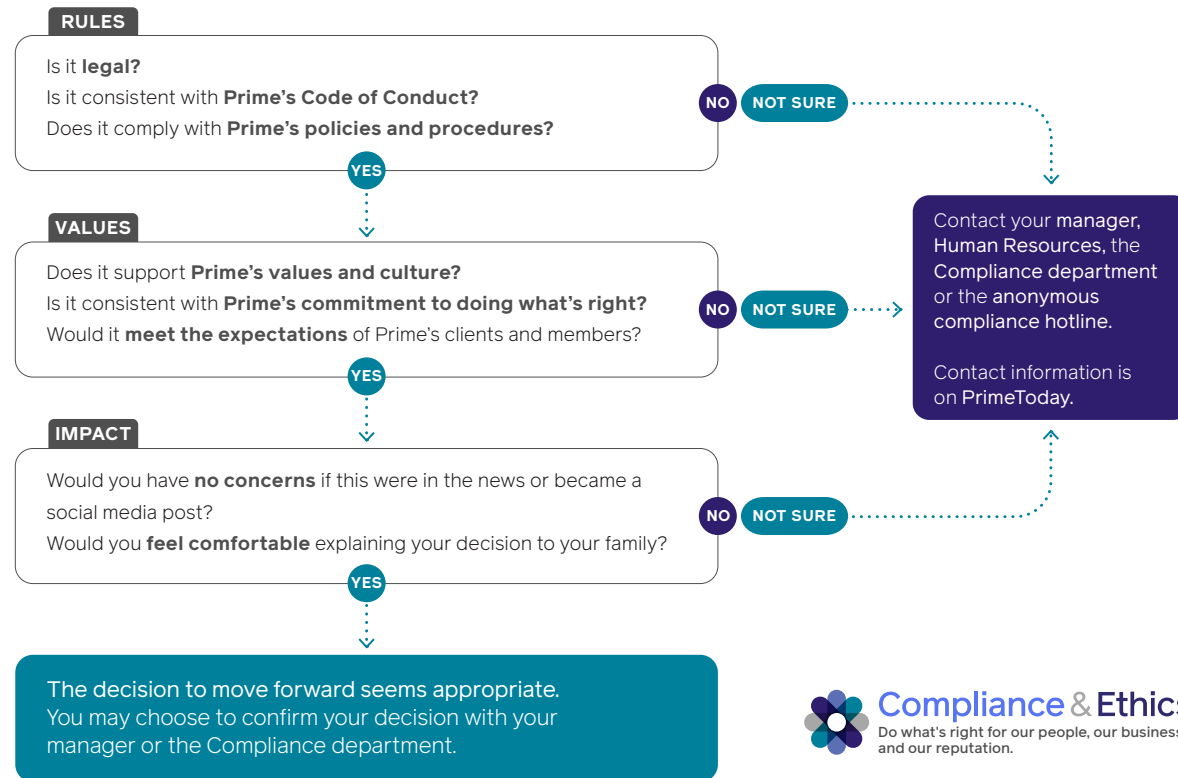 RULES
Is it legal?
Is it consistent with Prime's Code of Conduct?
Does it comply with Prime's policies and procedures?
NO NOT SURE
YES
VALUES
Does it support Prime's values and culture?
Is it consistent with Prime's commitment to doing what's right?
Would it meet the expectations of Prime's clients and members?
NO NOT SURE
YES
Contact your manager,
Human Resources, the
Compliance department
or the anonymous
compliance hotline.
Contact information is
on PrimeToday.
IMPACT
Would you have no concerns if this were in the news or became a
social media post?
Would you feel comfortable explaining your decision to your family?
NO NOT SURE
YES
The decision to move forward seems appropriate.
You may choose to confirm your decision with your
manager or the Compliance department.
Compliance & Ethics
Do what's right for our people, our business
and our reputation.